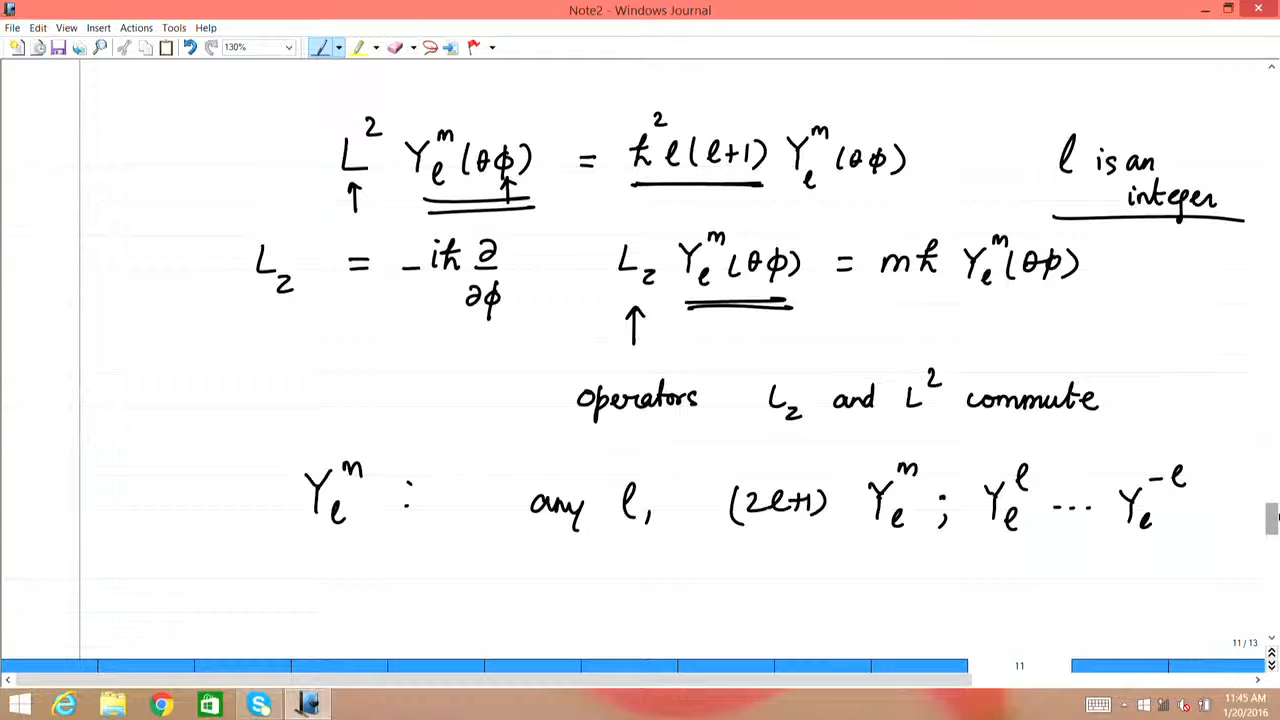 Note2 - Windows Journal
File Edit View Insert Actions Tools Help
130%
L² Yₗᵐ(θϕ) = ħ² l(l+1) Yₗᵐ(θϕ) l is an
integer
L_z = -iħ ∂/∂ϕ L_z Yₗᵐ(θϕ) = mħ Yₗᵐ(θϕ)
operators L_z and L² commute
Yₗᵐ : any l, (2l+1) Yₗᵐ ; Yₗˡ ... Yₗ⁻ˡ
11 / 13
11
11:45 AM
1/20/2016